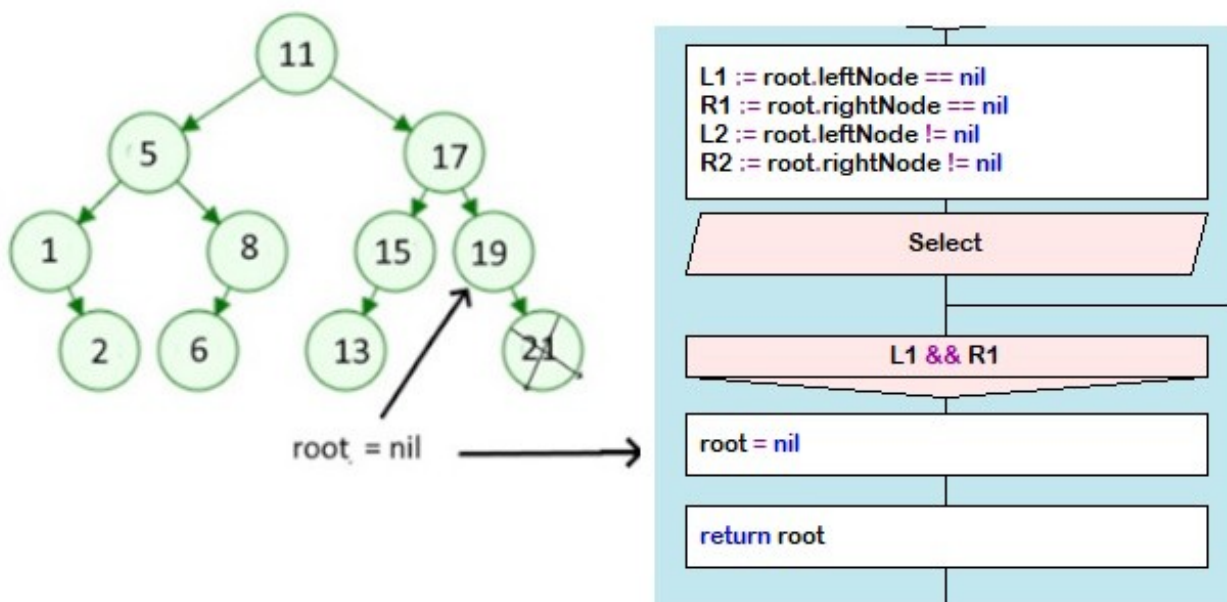 11
5
17
1
8
15
19
2
6
13
21
root = nil
L1 := root.leftNode == nil
R1 := root.rightNode == nil
L2 := root.leftNode != nil
R2 := root.rightNode != nil
Select
L1 && R1
root = nil
return root